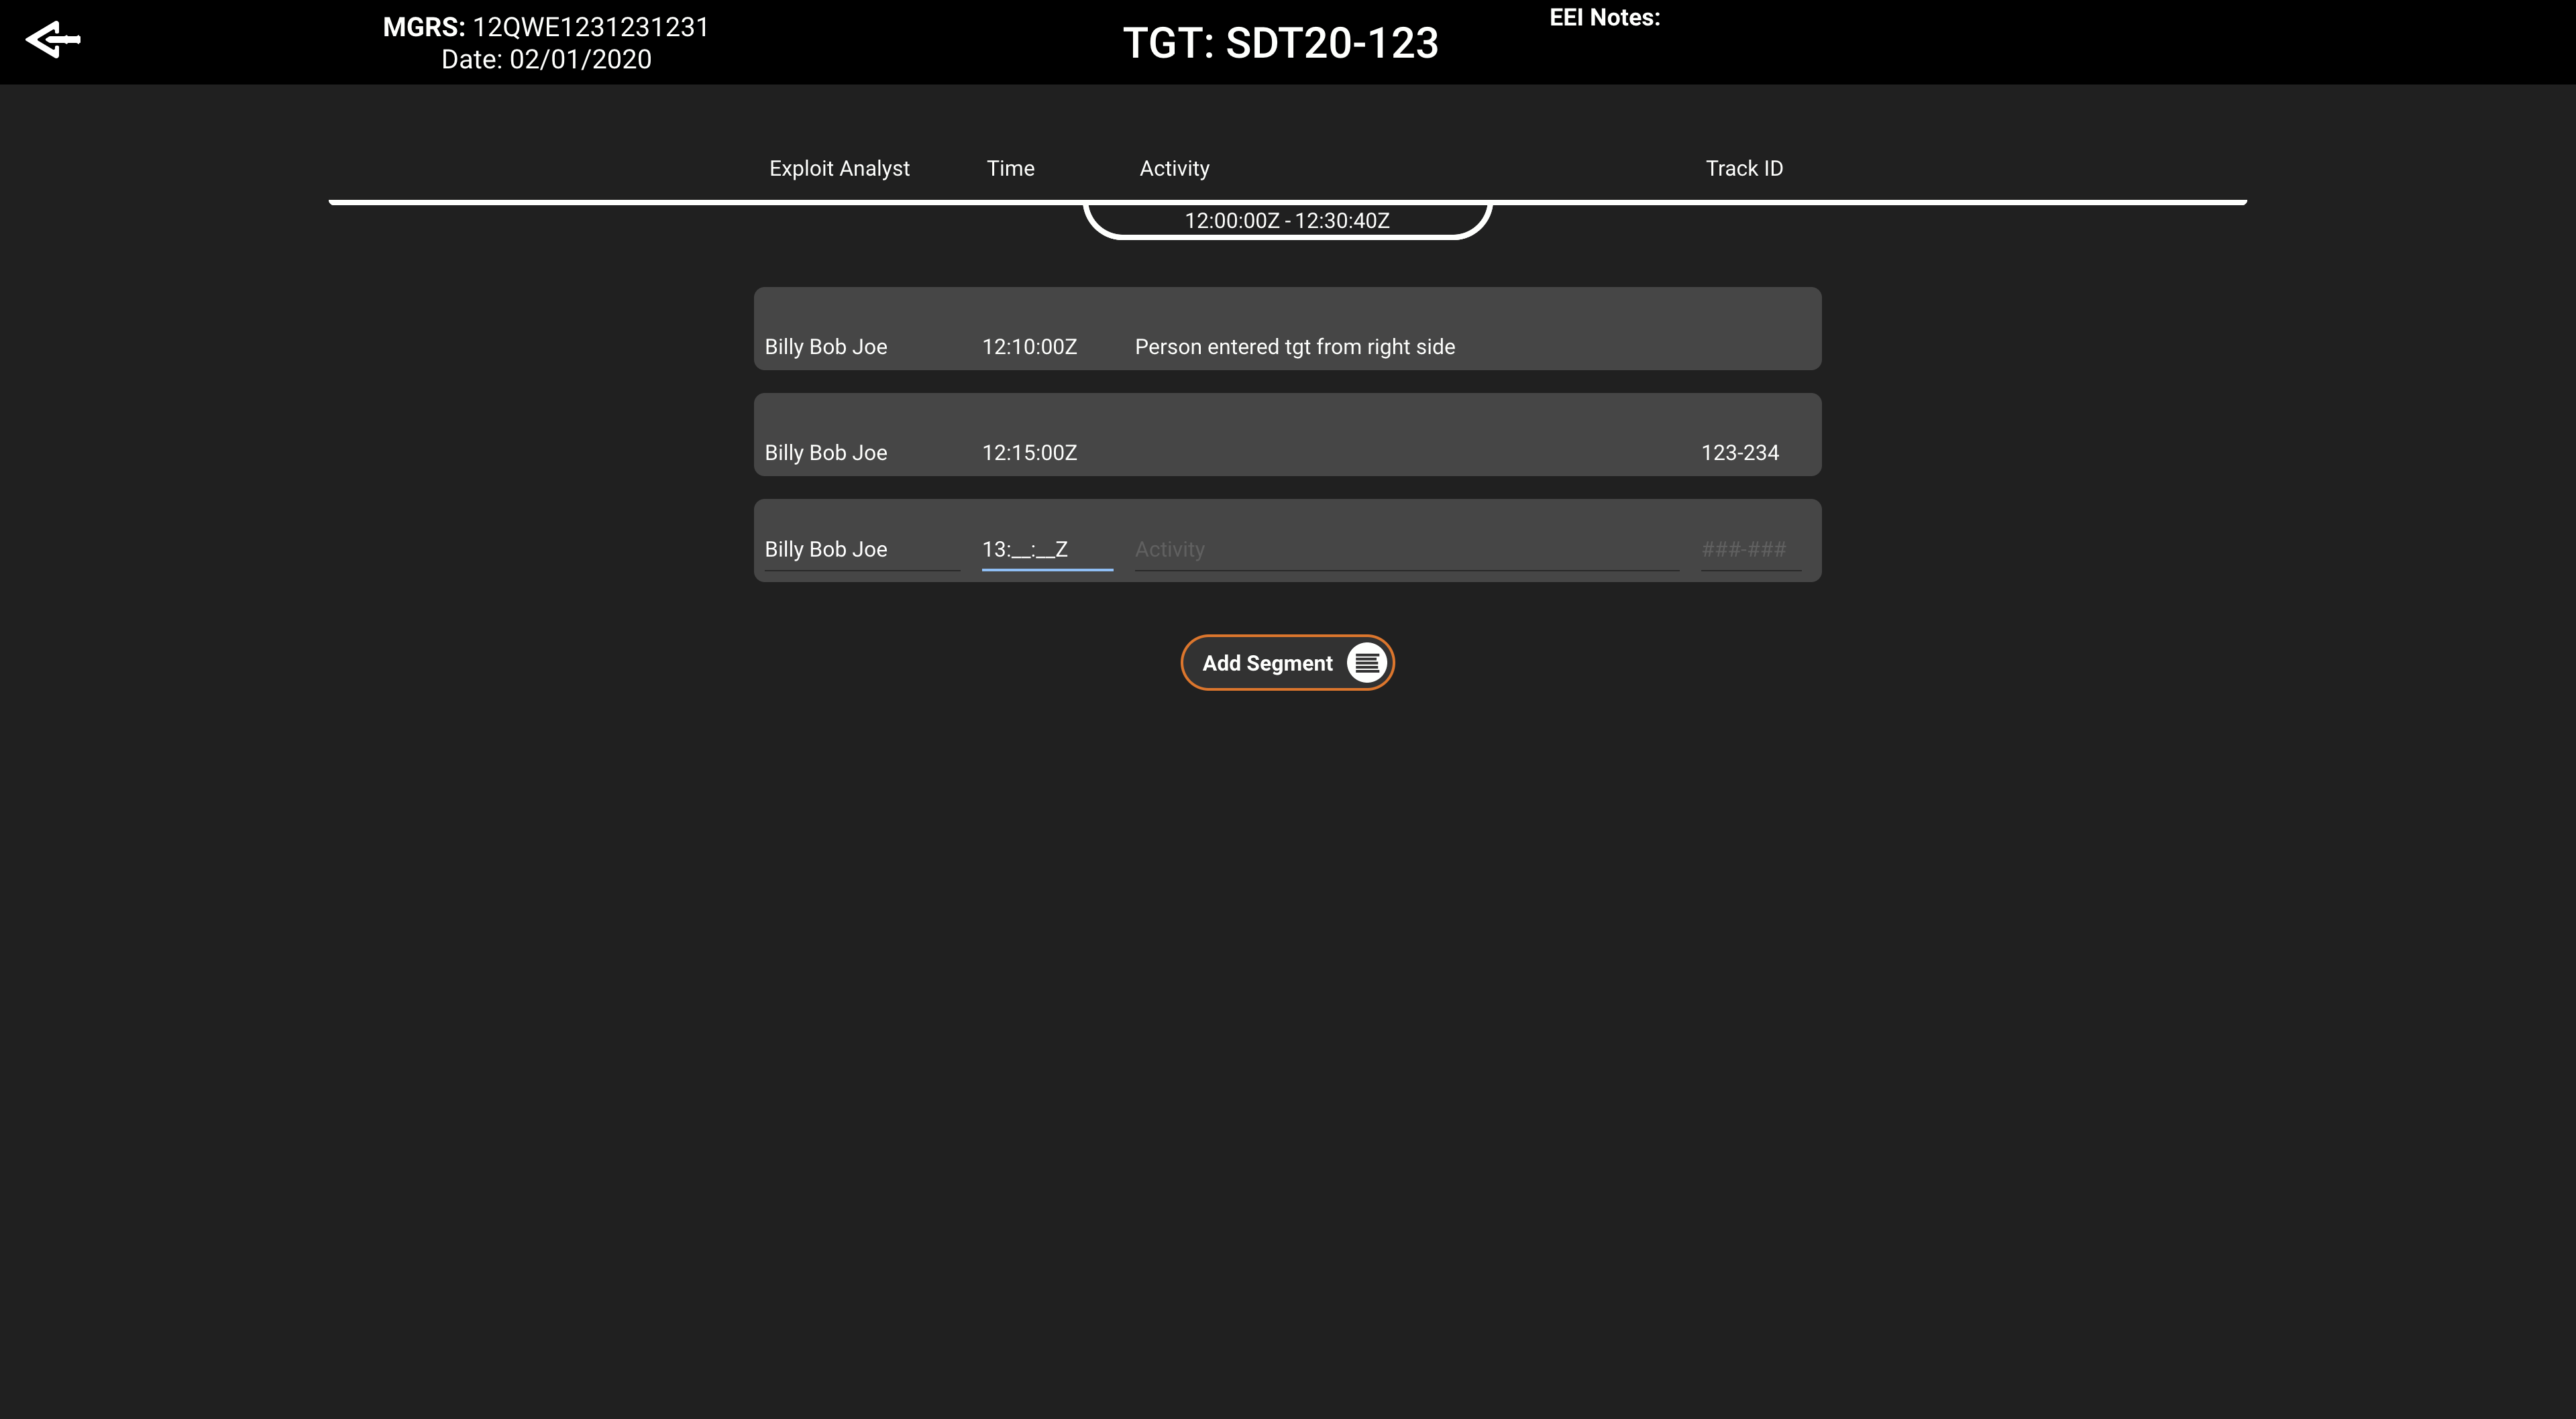 MGRS: 12QWE1231231231
Date: 02/01/2020
TGT: SDT20-123
EEI Notes:
Exploit Analyst Time Activity Track ID
12:00:00Z - 12:30:40Z
Billy Bob Joe 12:10:00Z Person entered tgt from right side
Billy Bob Joe 12:15:00Z 123-234
Billy Bob Joe 13:__:__Z Activity ###-###
Add Segment